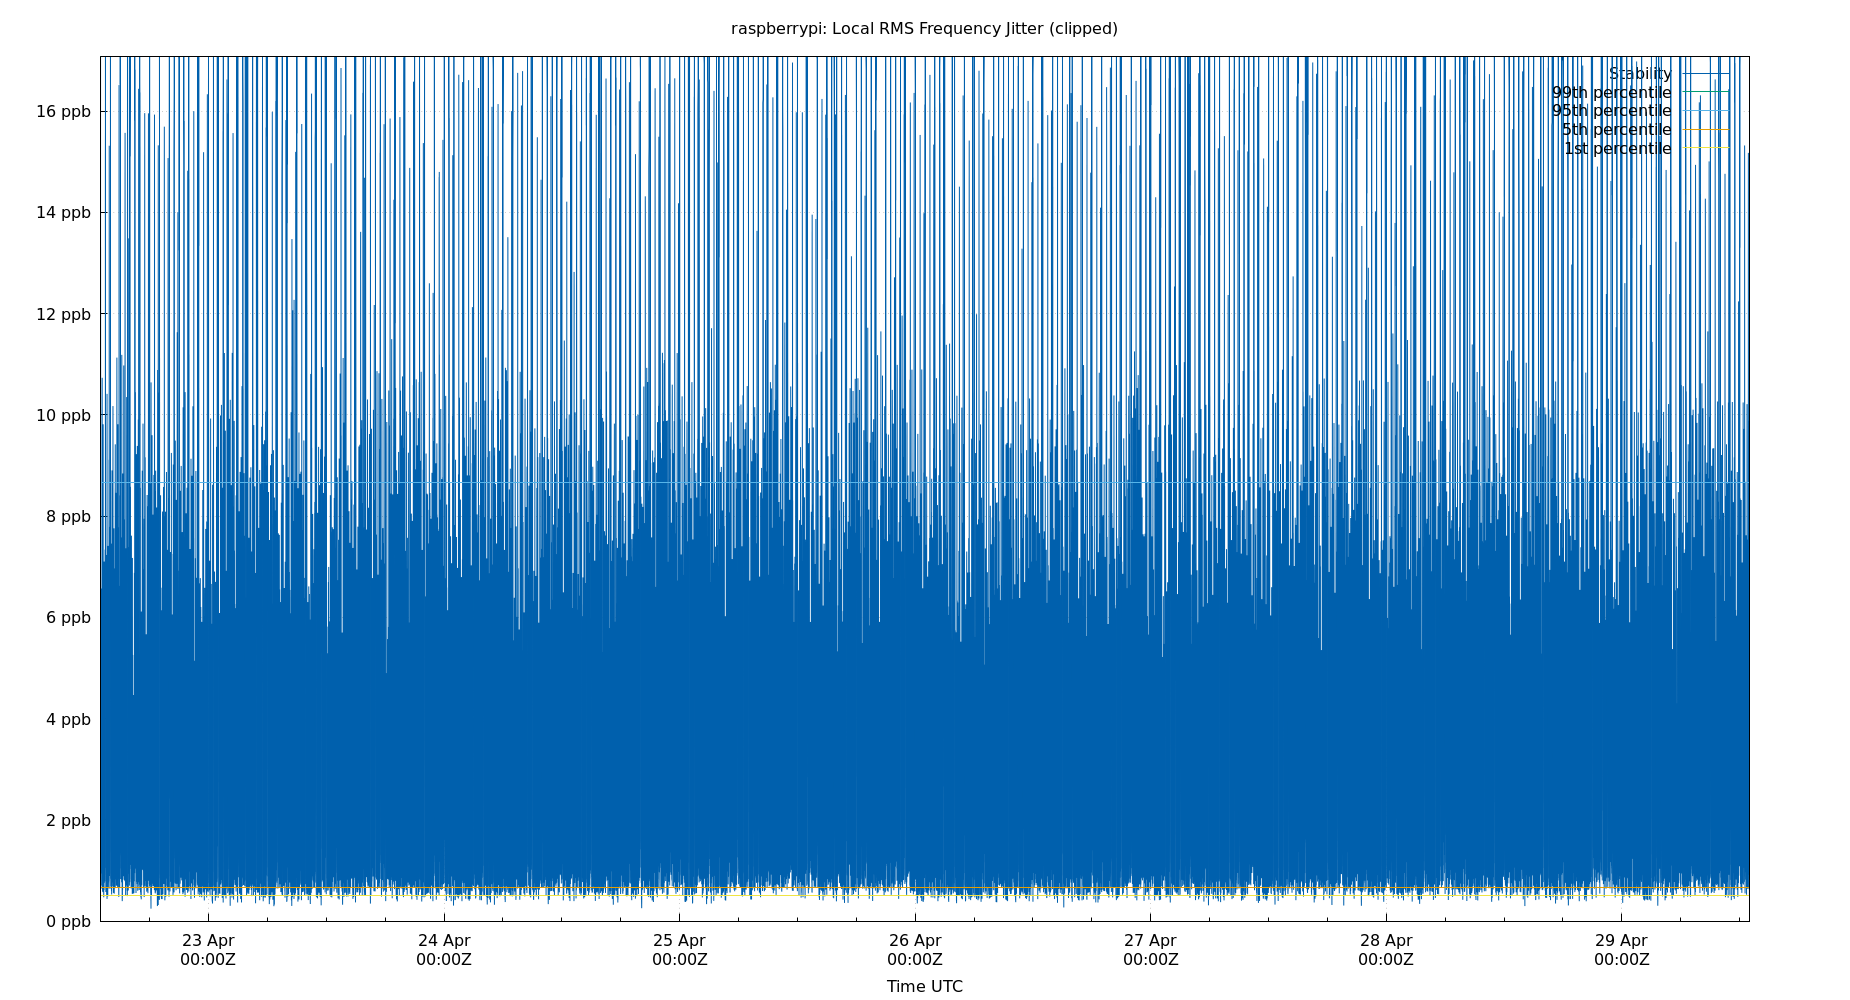 raspberrypi: Local RMS Frequency Jitter (clipped)
Stability
99th percentile
95th percentile
5th percentile
1st percentile
16 ppb
14 ppb
12 ppb
10 ppb
8 ppb
6 ppb
4 ppb
2 ppb
0 ppb
23 Apr 24 Apr 25 Apr 26 Apr 27 Apr 28 Apr 29 Apr
00:00Z 00:00Z 00:00Z 00:00Z 00:00Z 00:00Z 00:00Z
Time UTC